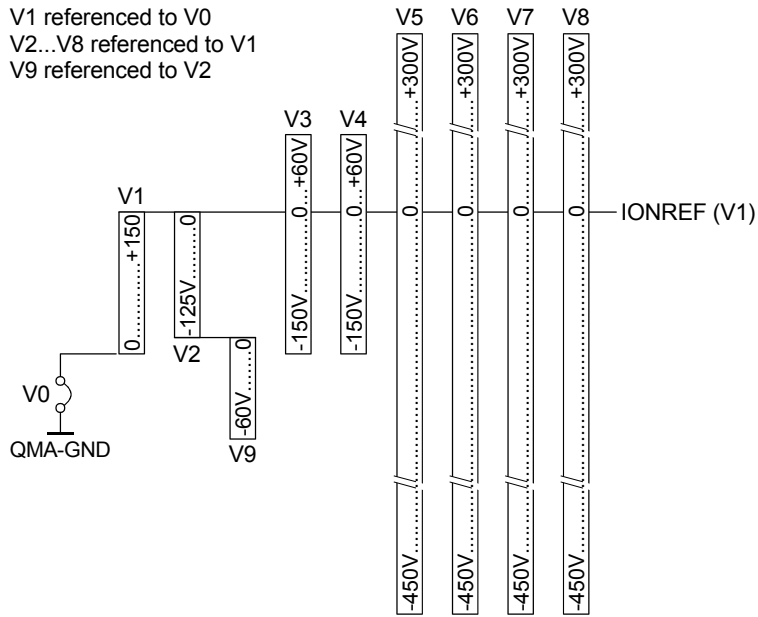 V1 referenced to V0
V2...V8 referenced to V1
V9 referenced to V2
V5 V6 V7 V8
+300V +300V +300V +300V
V3 V4
+60V +60V
V1
0.........+150
-125V......0
0 0 0 0 0 0
IONREF (V1)
-150V -150V
V2
0
-60V
V9
V0
QMA-GND
-450V -450V -450V -450V